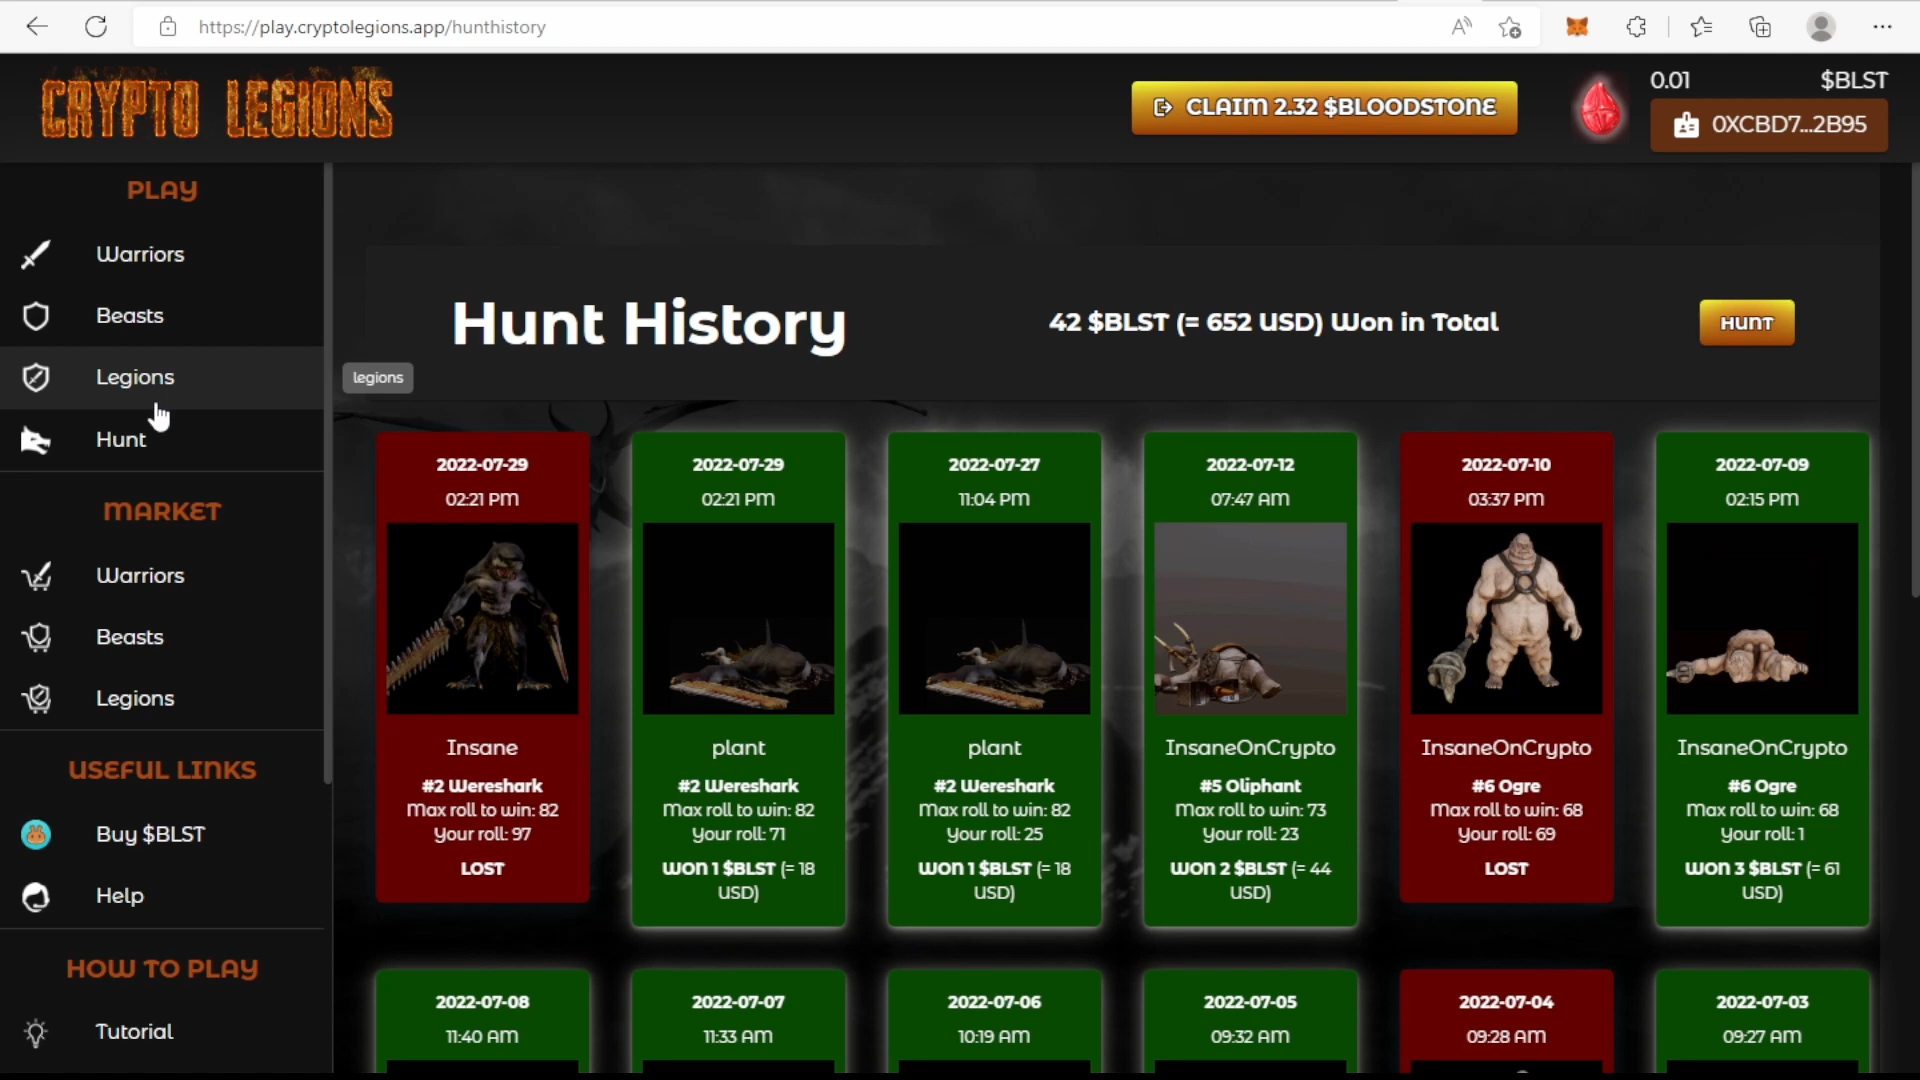 https://play.cryptolegions.app/hunthistory
CRYPTO LEGIONS
CLAIM 2.32 $BLOODSTONE
0.01 $BLST
0XCBD7...2B95
PLAY
Warriors
Beasts
Legions
Hunt
MARKET
Warriors
Beasts
Legions
USEFUL LINKS
Buy $BLST
Help
HOW TO PLAY
Tutorial
legions
Hunt History
42 $BLST (= 652 USD) Won in Total
HUNT
2022-07-29
02:21 PM
Insane
#2 Wereshark
Max roll to win: 82
Your roll: 97
LOST
2022-07-29
02:21 PM
plant
#2 Wereshark
Max roll to win: 82
Your roll: 71
WON 1 $BLST (= 18
USD)
2022-07-27
11:04 PM
plant
#2 Wereshark
Max roll to win: 82
Your roll: 25
WON 1 $BLST (= 18
USD)
2022-07-12
07:47 AM
InsaneOnCrypto
#5 Oliphant
Max roll to win: 73
Your roll: 23
WON 2 $BLST (= 44
USD)
2022-07-10
03:37 PM
InsaneOnCrypto
#6 Ogre
Max roll to win: 68
Your roll: 69
LOST
2022-07-09
02:15 PM
InsaneOnCrypto
#6 Ogre
Max roll to win: 68
Your roll: 1
WON 3 $BLST (= 61
USD)
2022-07-08
11:40 AM
2022-07-07
11:33 AM
2022-07-06
10:19 AM
2022-07-05
09:32 AM
2022-07-04
09:28 AM
2022-07-03
09:27 AM